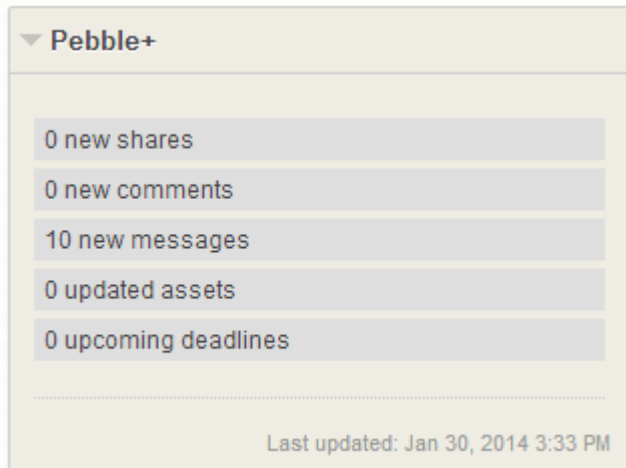 Pebble+
0 new shares
0 new comments
10 new messages
0 updated assets
0 upcoming deadlines
Last updated: Jan 30, 2014 3:33 PM